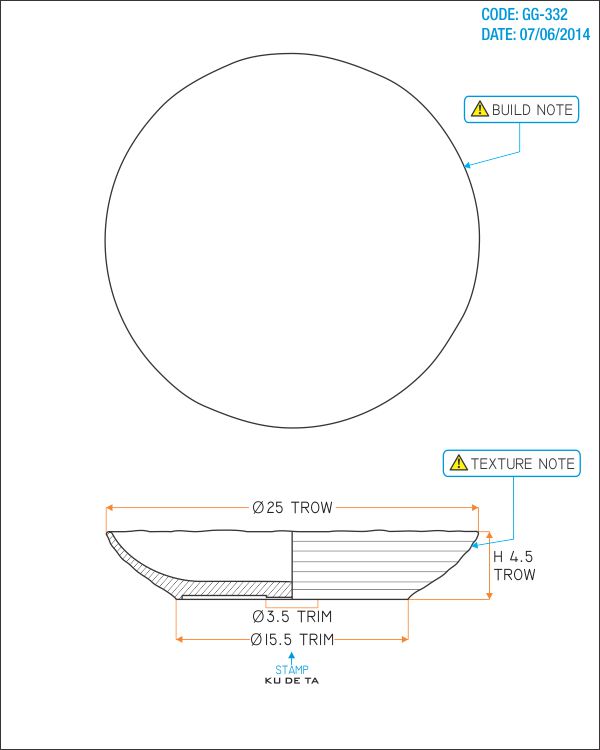 CODE: GG-332
DATE: 07/06/2014
BUILD NOTE
TEXTURE NOTE
Ø25 TROW
H 4.5
TROW
Ø3.5 TRIM
Ø15.5 TRIM
STAMP
KU DE TA